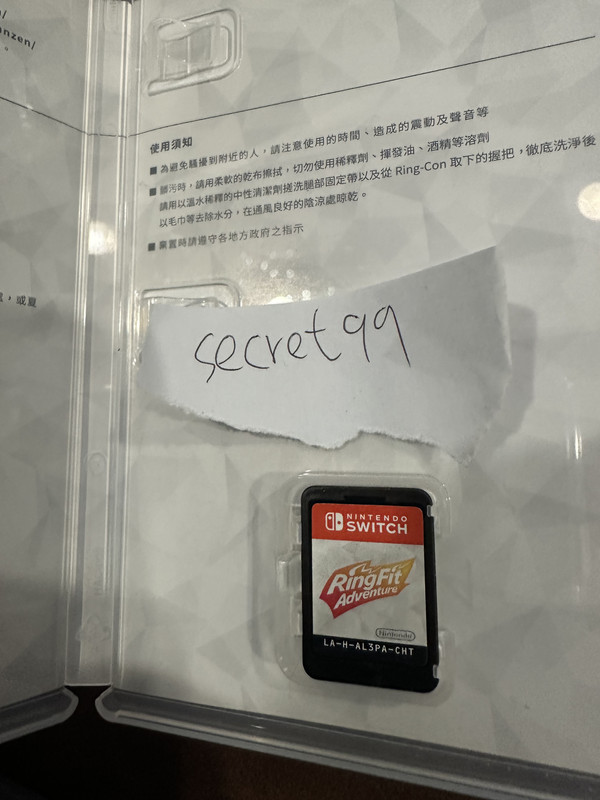 anzen/
。
使用須知
■ 為避免騷擾到附近的人，請注意使用的時間、造成的震動及聲音等
■ 髒污時，請用柔軟的乾布擦拭，切勿使用稀釋劑、揮發油、酒精等溶劑
請用以溫水稀釋的中性清潔劑搓洗腿部固定帶以及從 Ring-Con 取下的握把，徹底洗淨後
以毛巾等去除水分，在通風良好的陰涼處晾乾。
■ 棄置時請遵守各地方政府之指示
，或夏
secret99
NINTENDO
SWITCH
RingFit
Adventure
Nintendo
LA-H-AL3PA-CHT